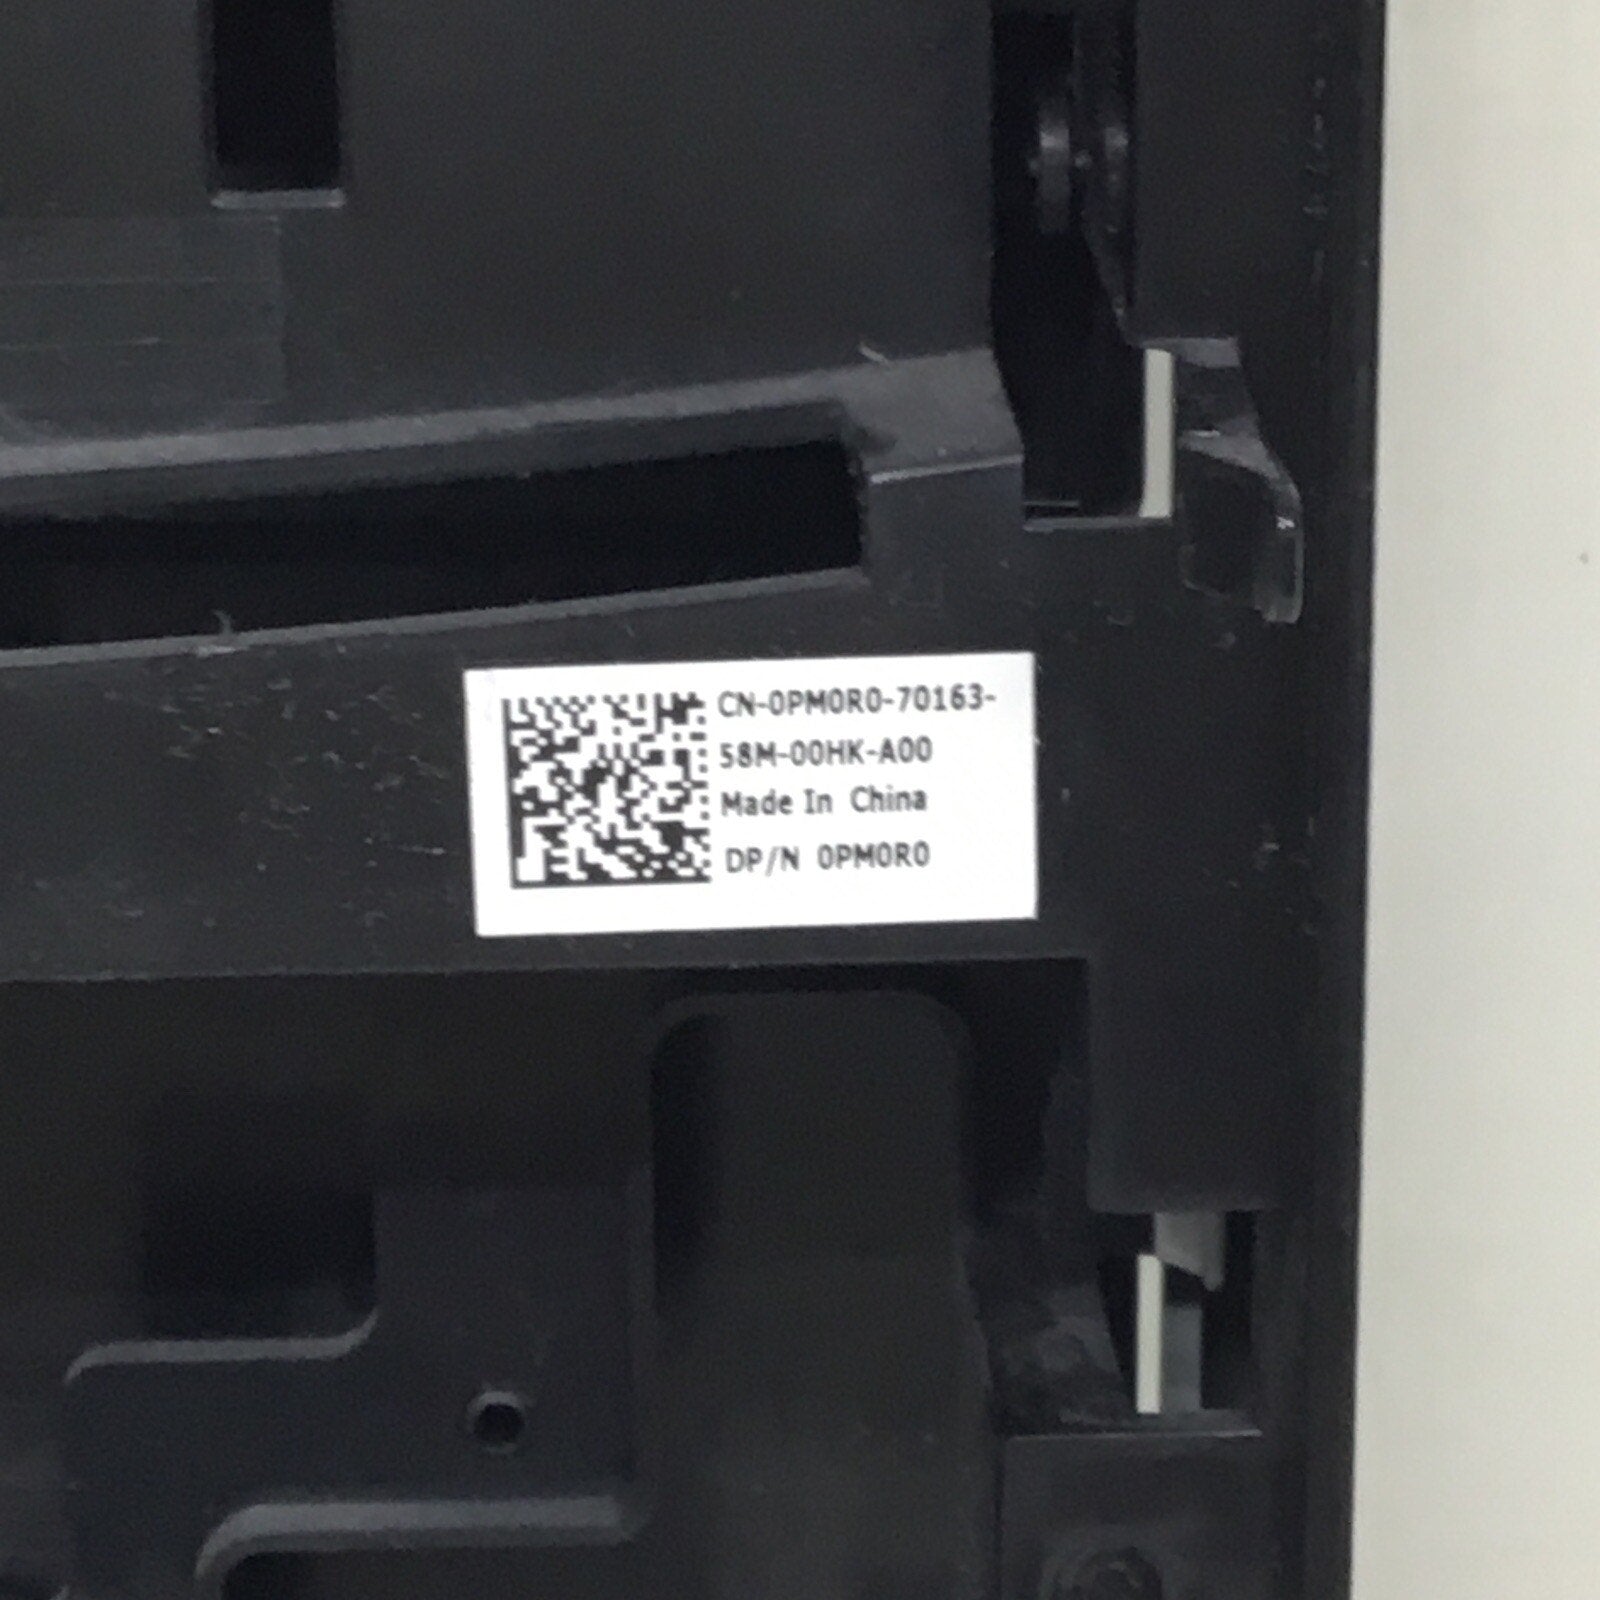 CN-0PM0R0-70163-
58M-00HK-A00
Made In China
DP/N 0PM0R0